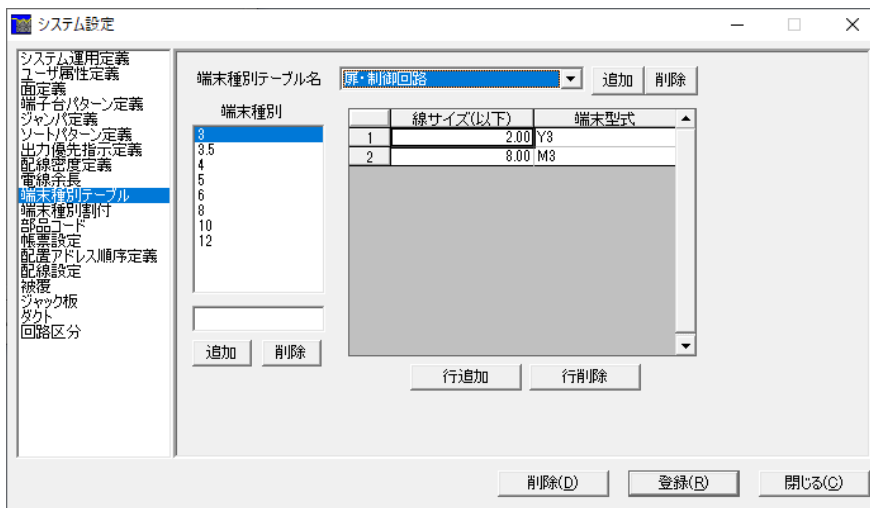 システム設定
システム運用定義
ユーザ属性定義
面定義
端子台パターン定義
ジャンパ定義
ソートパターン定義
出力優先指示定義
配線密度定義
電線余長
端末種別テーブル
端末種別割付
部品コード
帳票設定
配置アドレス順序定義
配線設定
被覆
ジャック板
ダクト
回路区分
端末種別テーブル名 扉・制御回路 追加 削除
端末種別
3
3.5
4
5
6
8
10
12
追加 削除
線サイズ(以下) 端末型式
1 2.00 Y3
2 8.00 M3
行追加 行削除
削除(D) 登録(R) 閉じる(C)